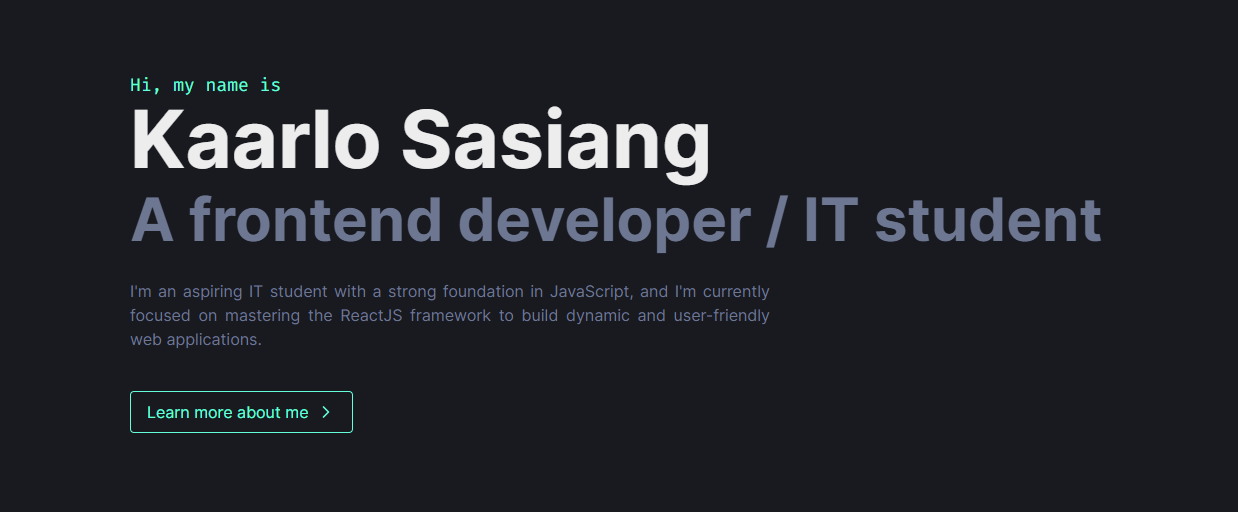 Hi, my name is
Kaarlo Sasiang
A frontend developer / IT student
I'm an aspiring IT student with a strong foundation in JavaScript, and I'm currently
focused on mastering the ReactJS framework to build dynamic and user-friendly
web applications.
Learn more about me